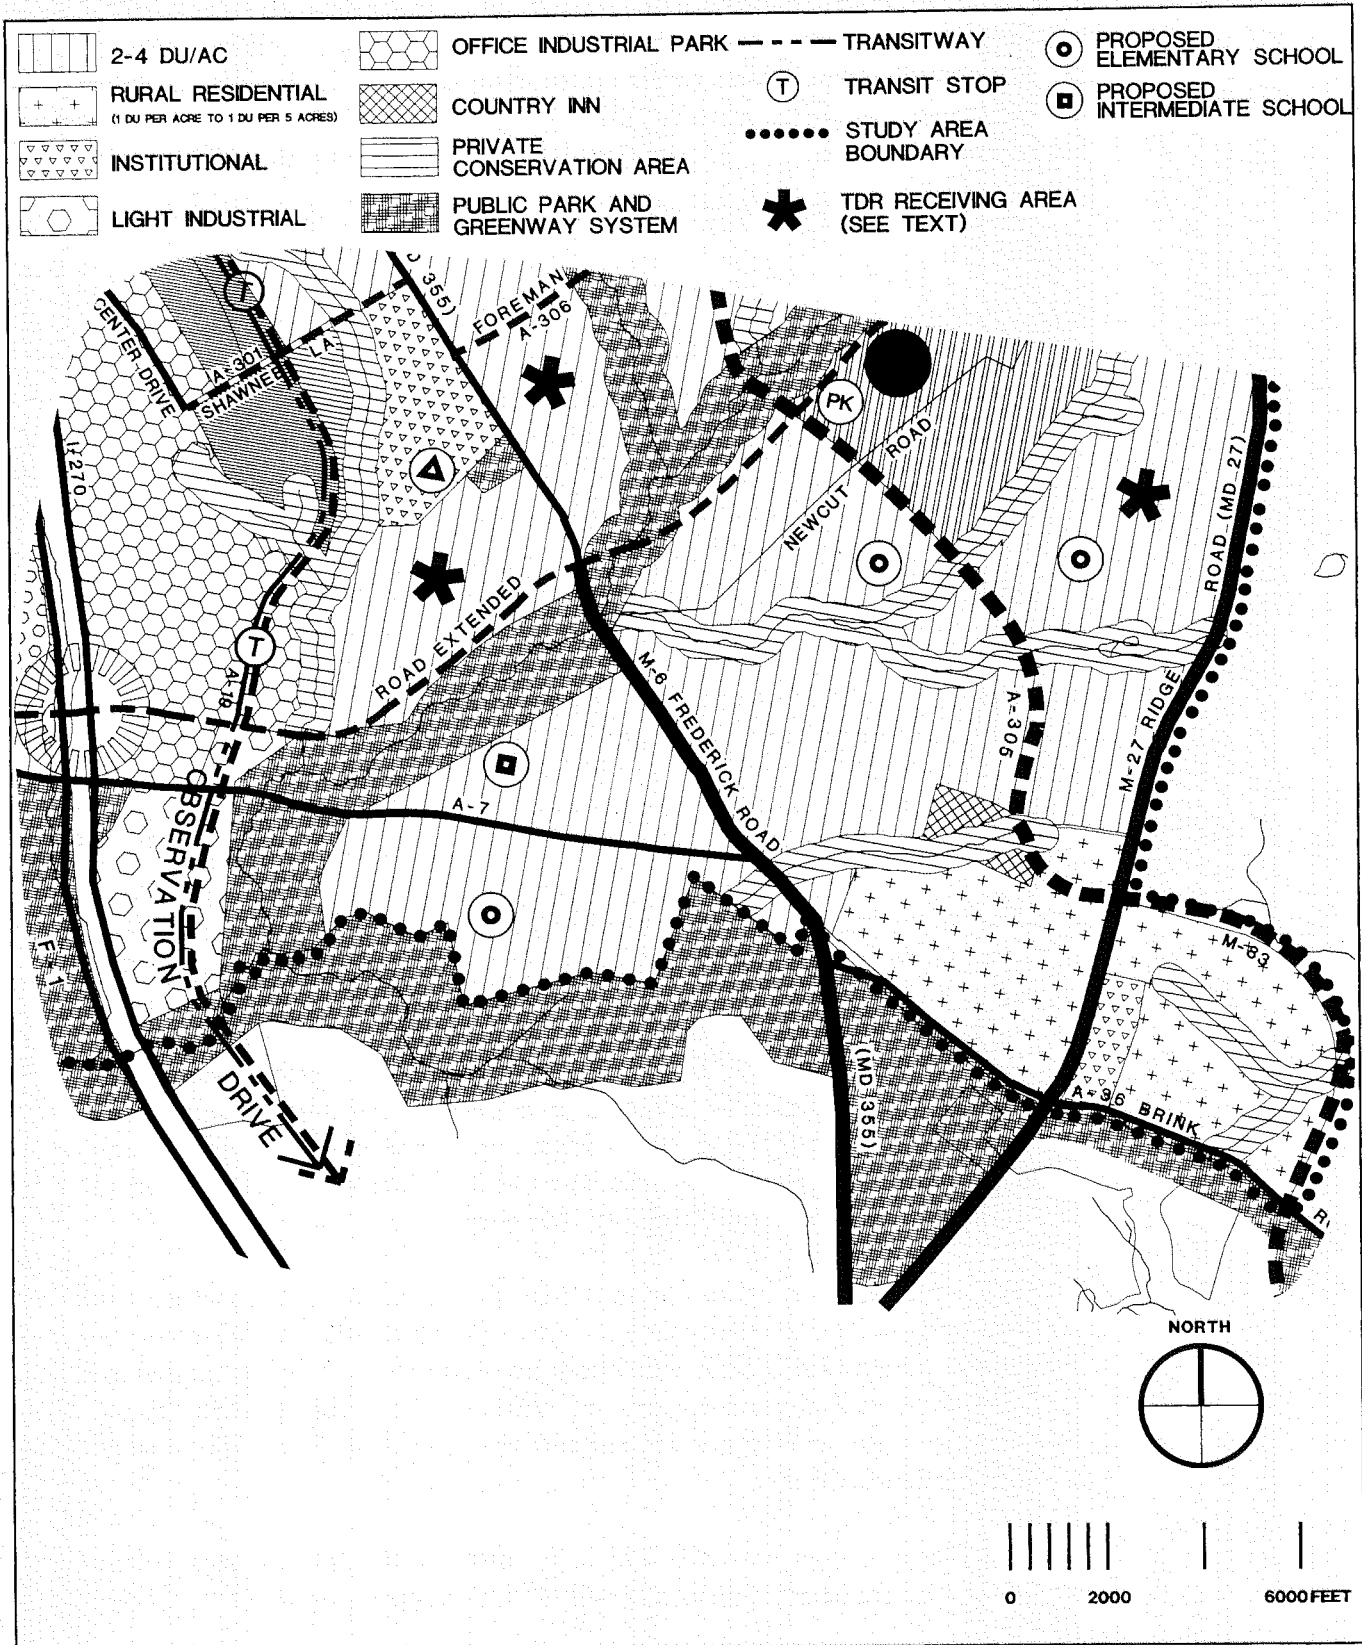 2-4 DU/AC
RURAL RESIDENTIAL
(1 DU PER ACRE TO 1 DU PER 5 ACRES)
INSTITUTIONAL
LIGHT INDUSTRIAL
OFFICE INDUSTRIAL PARK
COUNTRY INN
PRIVATE
CONSERVATION AREA
PUBLIC PARK AND
GREENWAY SYSTEM
TRANSITWAY
T TRANSIT STOP
STUDY AREA
BOUNDARY
TDR RECEIVING AREA
(SEE TEXT)
PROPOSED
ELEMENTARY SCHOOL
PROPOSED
INTERMEDIATE SCHOOL
T
CENTER DRIVE
A-301
SHAWNEE LA.
355)
FOREMAN
A-306
PK
NEWCUT ROAD
ROAD (MD 27)
I-270
T
A-19
ROAD EXTENDED
M-6 FREDERICK ROAD
A-305
M-27 RIDGE
A-7
OBSERVATION
DRIVE
F-1
M-83
(MD 355)
A-36 BRINK
NORTH
0 2000 6000 FEET